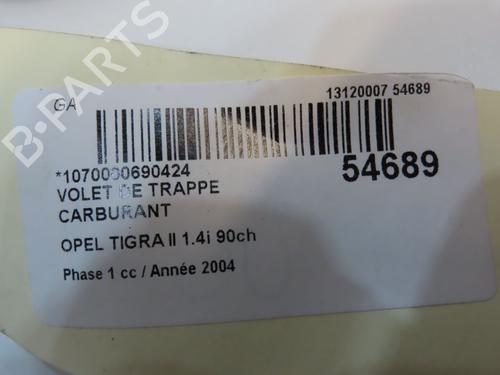 GA
13120007 54689
*1070000690424
54689
VOLET DE TRAPPE
CARBURANT
OPEL TIGRA II 1.4i 90ch
Phase 1 cc / Année 2004
B-PARTS